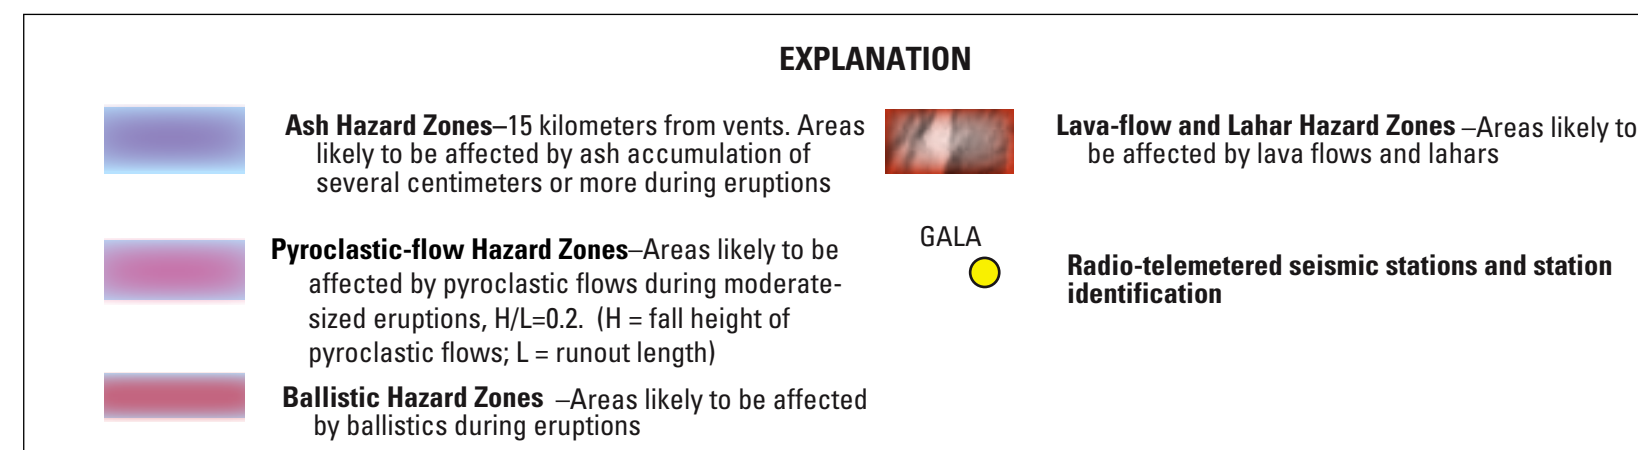 EXPLANATION
Ash Hazard Zones–15 kilometers from vents. Areas
likely to be affected by ash accumulation of
several centimeters or more during eruptions
Pyroclastic-flow Hazard Zones–Areas likely to be
affected by pyroclastic flows during moderate-
sized eruptions, H/L=0.2.  (H = fall height of
pyroclastic flows; L = runout length)
Ballistic Hazard Zones –Areas likely to be affected
by ballistics during eruptions
Lava-flow and Lahar Hazard Zones –Areas likely to
be affected by lava flows and lahars
GALA
Radio-telemetered seismic stations and station
identification